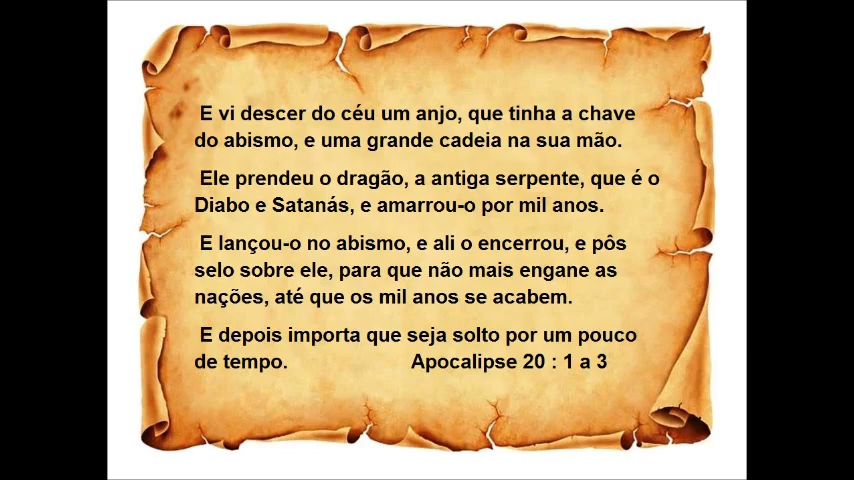 E vi descer do céu um anjo, que tinha a chave
do abismo, e uma grande cadeia na sua mão.
Ele prendeu o dragão, a antiga serpente, que é o
Diabo e Satanás, e amarrou-o por mil anos.
E lançou-o no abismo, e ali o encerrou, e pôs
selo sobre ele, para que não mais engane as
nações, até que os mil anos se acabem.
E depois importa que seja solto por um pouco
de tempo. Apocalipse 20 : 1 a 3